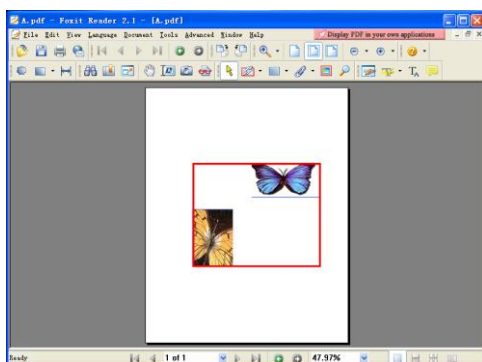 A.pdf - Foxit Reader 2.1 - [A.pdf]
File Edit View Language Document Tools Advanced Window Help
Display PDF in your own applications
Ready
1 of 1
47.97%